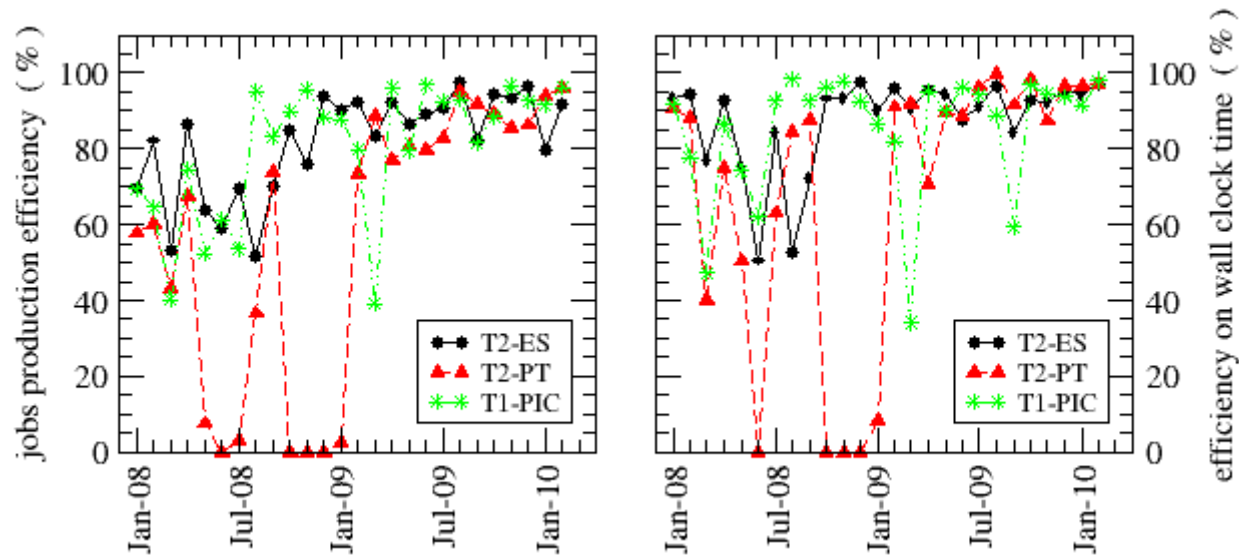 jobs production efficiency ( % )
100
80
60
40
20
0
Jan-08
Jul-08
Jan-09
Jul-09
Jan-10
T2-ES
T2-PT
T1-PIC
Jan-08
Jul-08
Jan-09
Jul-09
Jan-10
T2-ES
T2-PT
T1-PIC
100
80
60
40
20
0
efficiency on wall clock time ( % )